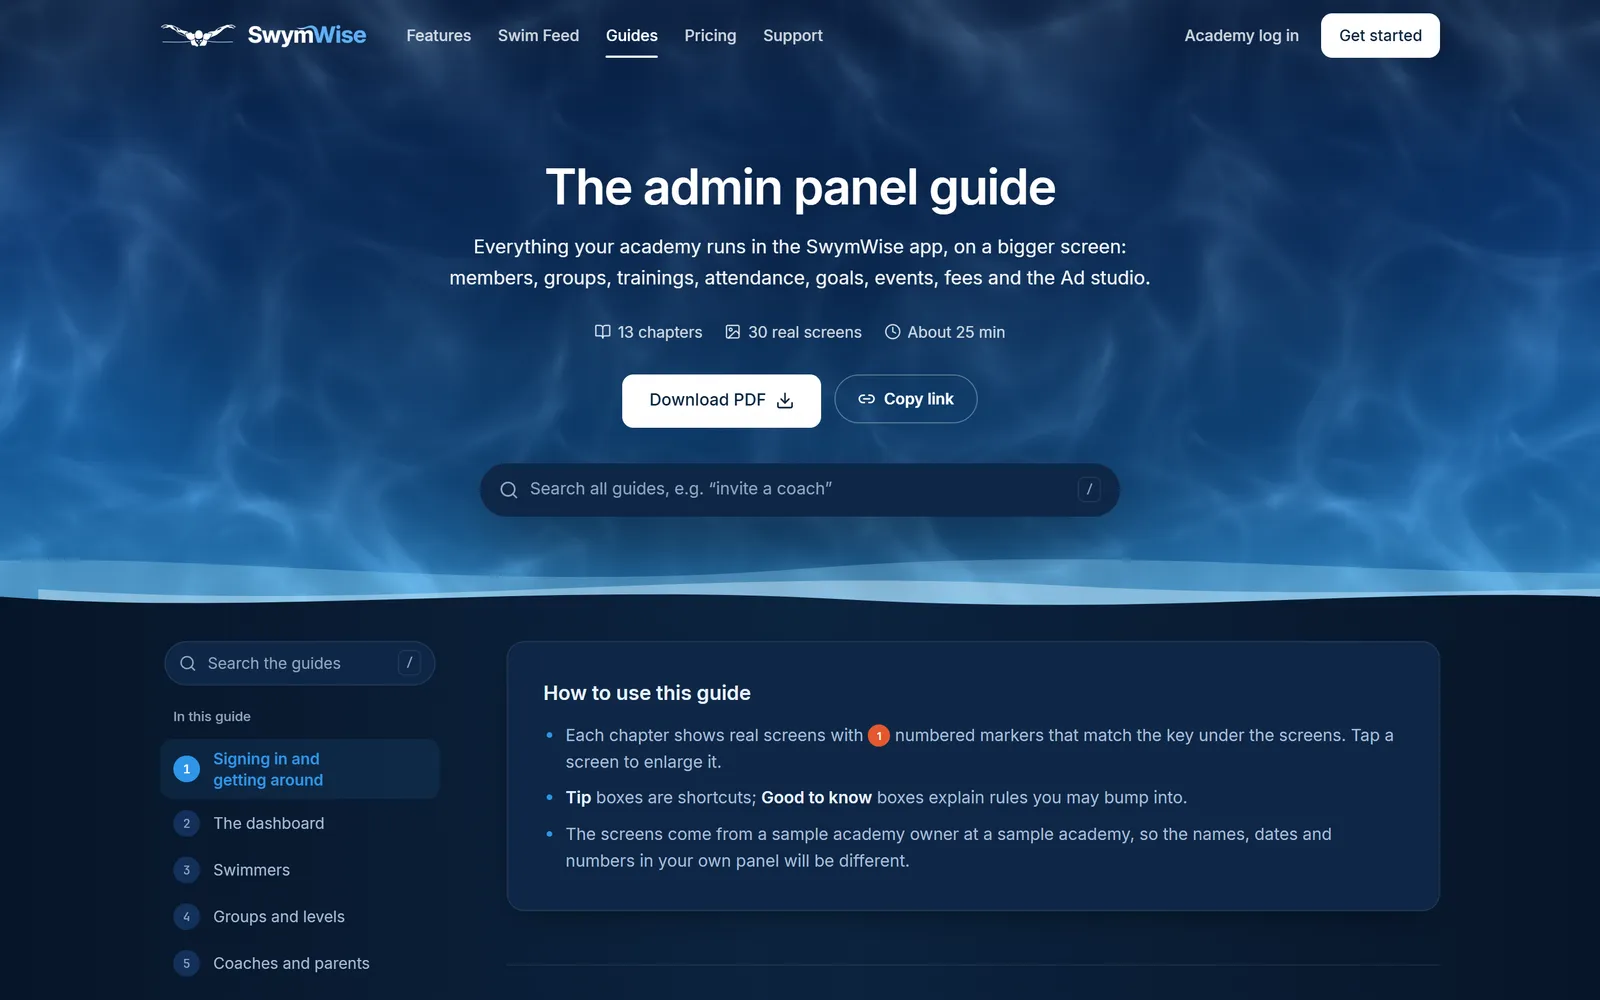 SwymWise
Features
Swim Feed
Guides
Pricing
Support
Academy log in
Get started
The admin panel guide
Everything your academy runs in the SwymWise app, on a bigger screen:
members, groups, trainings, attendance, goals, events, fees and the Ad studio.
13 chapters
30 real screens
About 25 min
Download PDF
Copy link
Search all guides, e.g. “invite a coach”
/
Search the guides
/
In this guide
1
Signing in and
getting around
2
The dashboard
3
Swimmers
4
Groups and levels
5
Coaches and parents
How to use this guide
• Each chapter shows real screens with 1 numbered markers that match the key under the screens. Tap a
screen to enlarge it.
• Tip boxes are shortcuts; Good to know boxes explain rules you may bump into.
• The screens come from a sample academy owner at a sample academy, so the names, dates and
numbers in your own panel will be different.